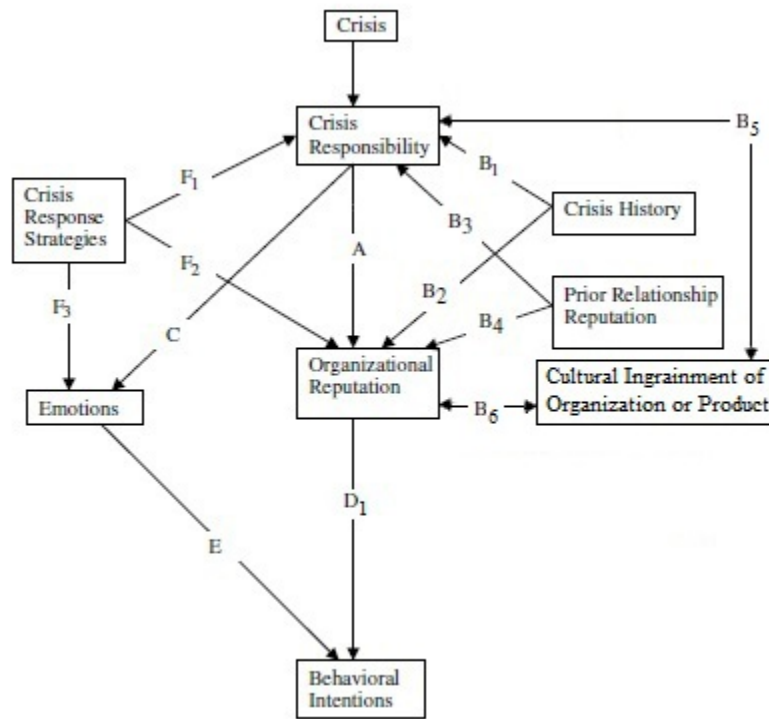 Crisis
Crisis
Responsibility
B5
F1
B1
Crisis
Response
Strategies
Crisis History
B3
F2
A
B2
Prior Relationship
Reputation
F3
B4
C
Organizational
Reputation
Cultural Ingrainment of
Organization or Product
Emotions
B6
D1
E
Behavioral
Intentions